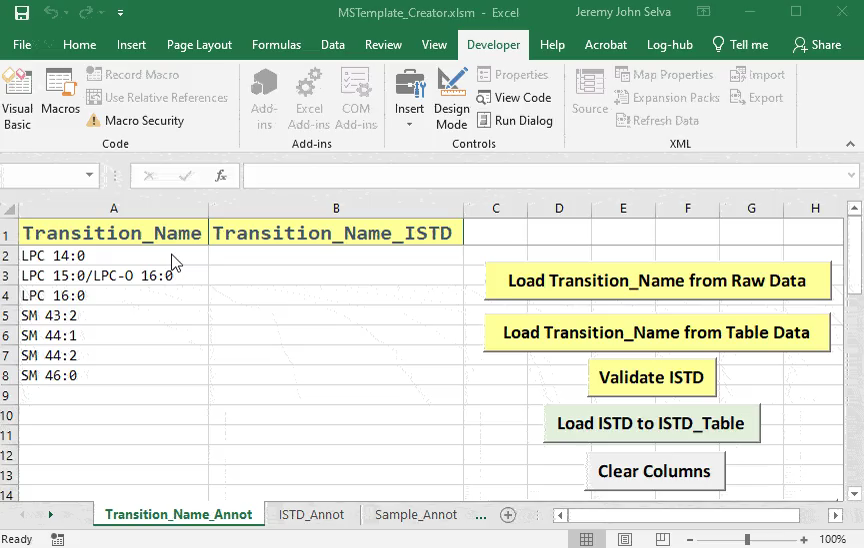 MSTemplate_Creator.xlsm - Excel
Jeremy John Selva
File Home Insert Page Layout Formulas Data Review View Developer Help Acrobat Log-hub Tell me Share
Visual Basic
Macros
Record Macro
Use Relative References
Macro Security
Code
Add-ins
Excel Add-ins
COM Add-ins
Add-ins
Insert
Design Mode
Properties
View Code
Run Dialog
Controls
Source
Map Properties
Expansion Packs
Refresh Data
Import
Export
XML
fx
A B C D E F G H
1 Transition_Name Transition_Name_ISTD
2 LPC 14:0
3 LPC 15:0/LPC-O 16:0
4 LPC 16:0
5 SM 43:2
6 SM 44:1
7 SM 44:2
8 SM 46:0
9
10
11
12
13
14
Load Transition_Name from Raw Data
Load Transition_Name from Table Data
Validate ISTD
Load ISTD to ISTD_Table
Clear Columns
Transition_Name_Annot ISTD_Annot Sample_Annot ...
Ready
100%